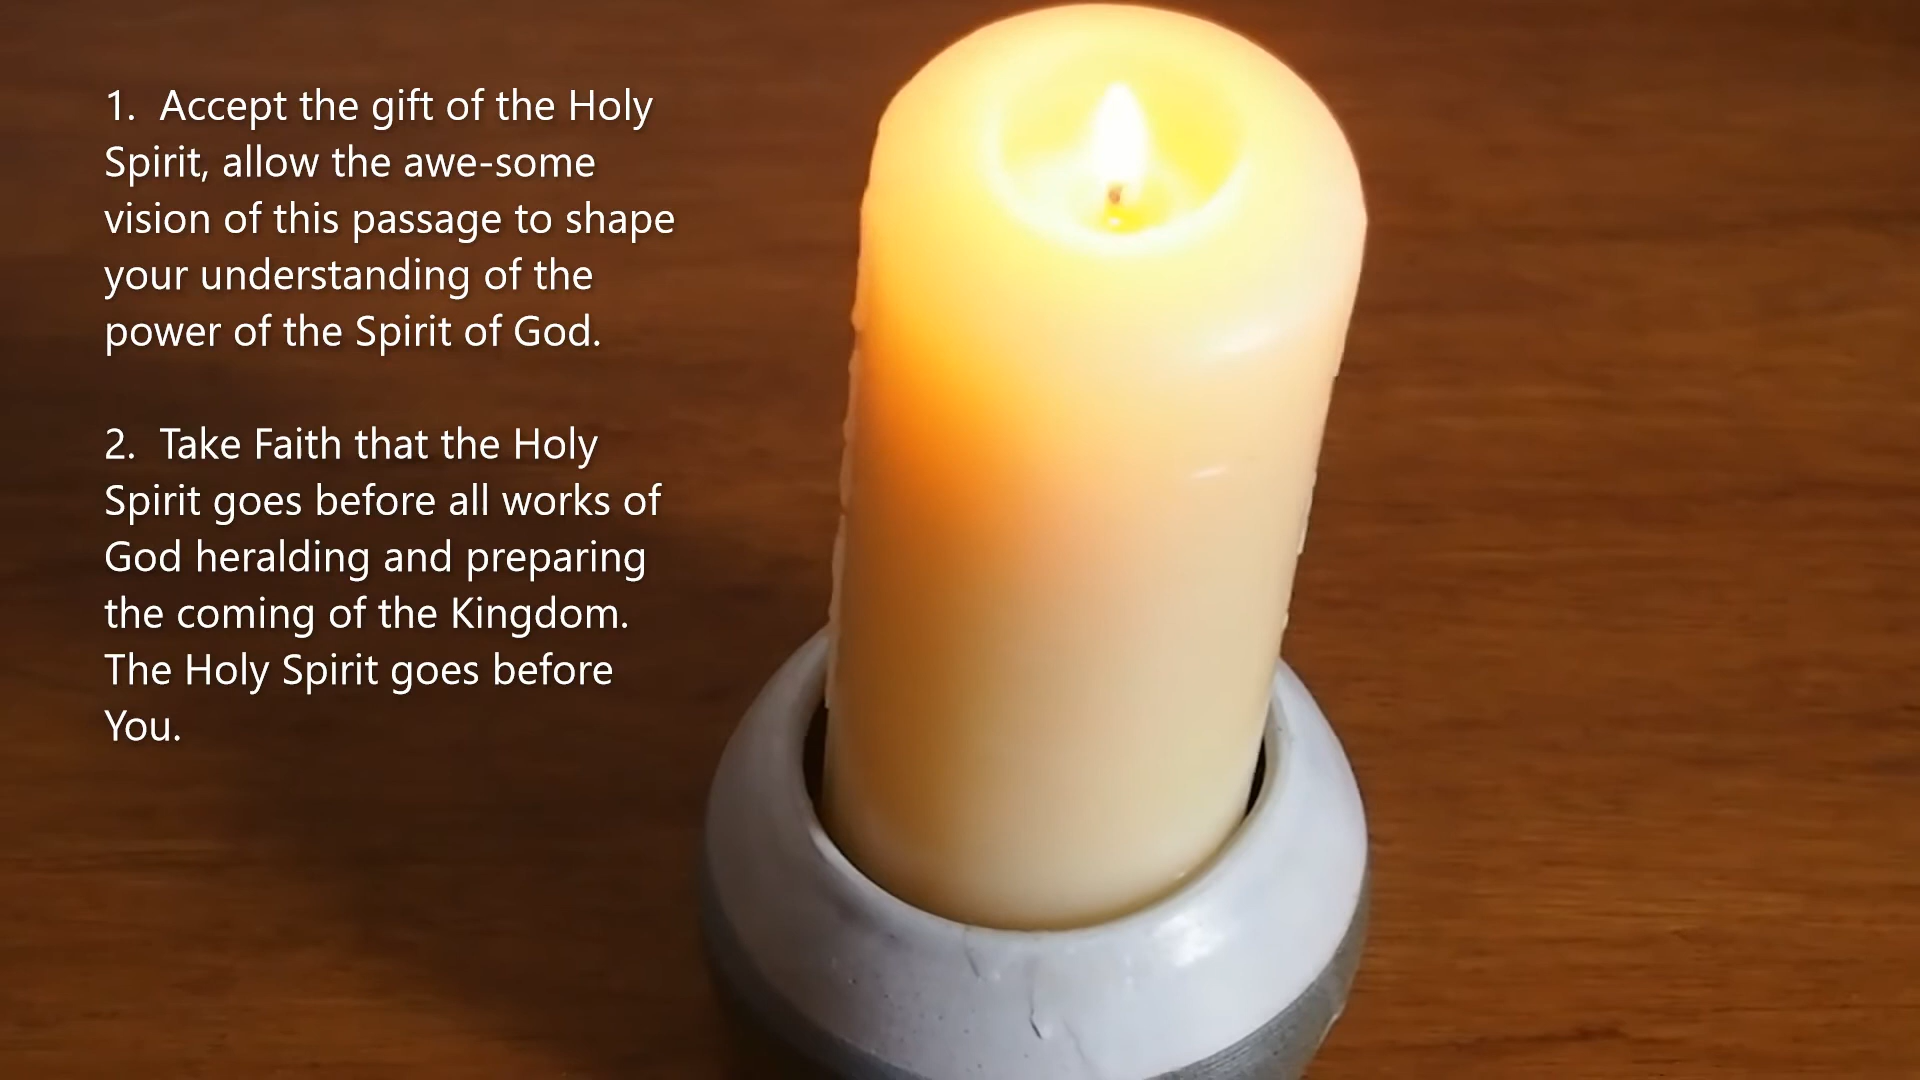 1.  Accept the gift of the Holy
Spirit, allow the awe-some
vision of this passage to shape
your understanding of the
power of the Spirit of God.
2.  Take Faith that the Holy
Spirit goes before all works of
God heralding and preparing
the coming of the Kingdom.
The Holy Spirit goes before
You.